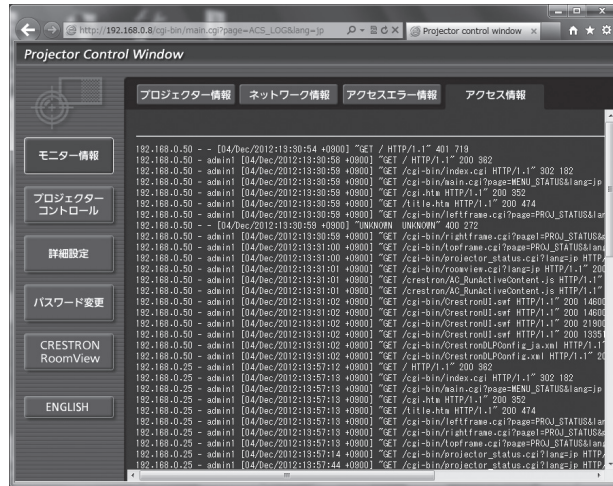 http://192.168.0.8/cgi-bin/main.cgi?page=ACS_LOG&lang=jp
Projector control window
Projector Control Window
プロジェクター情報 ネットワーク情報 アクセスエラー情報 アクセス情報
モニター情報
プロジェクター
コントロール
詳細設定
パスワード変更
CRESTRON
RoomView
ENGLISH
192.168.0.50 - - [04/Dec/2012:13:30:54 +0900] "GET / HTTP/1.1" 401 719
192.168.0.50 - admin1 [04/Dec/2012:13:30:58 +0900] "GET / HTTP/1.1" 200 362
192.168.0.50 - admin1 [04/Dec/2012:13:30:59 +0900] "GET /cgi-bin/index.cgi HTTP/1.1" 302 182
192.168.0.50 - admin1 [04/Dec/2012:13:30:59 +0900] "GET /cgi-bin/main.cgi?page=MENU_STATUS&lang=jp
192.168.0.50 - admin1 [04/Dec/2012:13:30:59 +0900] "GET /cgi.htm HTTP/1.1" 200 352
192.168.0.50 - admin1 [04/Dec/2012:13:30:59 +0900] "GET /title.htm HTTP/1.1" 200 474
192.168.0.50 - admin1 [04/Dec/2012:13:30:59 +0900] "GET /cgi-bin/leftframe.cgi?page=PROJ_STATUS&lan
192.168.0.50 - - [04/Dec/2012:13:30:59 +0900] "UNKNOWN UNKNOWN" 400 272
192.168.0.50 - admin1 [04/Dec/2012:13:30:59 +0900] "GET /cgi-bin/rightframe.cgi?page1=PROJ_STATUS&
192.168.0.50 - admin1 [04/Dec/2012:13:31:00 +0900] "GET /cgi-bin/topframe.cgi?page=PROJ_STATUS&lang
192.168.0.50 - admin1 [04/Dec/2012:13:31:00 +0900] "GET /cgi-bin/projector_status.cgi?lang=jp HTTP/
192.168.0.50 - admin1 [04/Dec/2012:13:31:01 +0900] "GET /cgi-bin/roomview.cgi?lang=jp HTTP/1.1" 200
192.168.0.50 - admin1 [04/Dec/2012:13:31:01 +0900] "GET /crestron/AC_RunActiveContent.js HTTP/1.1"
192.168.0.50 - admin1 [04/Dec/2012:13:31:02 +0900] "GET /crestron/AC_RunActiveContent.js HTTP/1.1"
192.168.0.50 - admin1 [04/Dec/2012:13:31:02 +0900] "GET /cgi-bin/CrestronUI.swf HTTP/1.1" 200 14600
192.168.0.50 - admin1 [04/Dec/2012:13:31:02 +0900] "GET /cgi-bin/CrestronUI.swf HTTP/1.1" 200 14600
192.168.0.50 - admin1 [04/Dec/2012:13:31:02 +0900] "GET /cgi-bin/CrestronUI.swf HTTP/1.1" 200 21900
192.168.0.50 - admin1 [04/Dec/2012:13:31:02 +0900] "GET /cgi-bin/CrestronUI.swf HTTP/1.1" 200 13351
192.168.0.50 - admin1 [04/Dec/2012:13:31:02 +0900] "GET /cgi-bin/CrestronDLPConfig_ja.xml HTTP/1.1"
192.168.0.50 - admin1 [04/Dec/2012:13:31:02 +0900] "GET /cgi-bin/CrestronDLPConfig.xml HTTP/1.1" 20
192.168.0.25 - admin1 [04/Dec/2012:13:57:12 +0900] "GET / HTTP/1.1" 200 362
192.168.0.25 - admin1 [04/Dec/2012:13:57:12 +0900] "GET /cgi-bin/index.cgi HTTP/1.1" 302 182
192.168.0.25 - admin1 [04/Dec/2012:13:57:13 +0900] "GET /cgi-bin/main.cgi?page=MENU_STATUS&lang=jp
192.168.0.25 - admin1 [04/Dec/2012:13:57:13 +0900] "GET /cgi.htm HTTP/1.1" 200 352
192.168.0.25 - admin1 [04/Dec/2012:13:57:13 +0900] "GET /title.htm HTTP/1.1" 200 474
192.168.0.25 - admin1 [04/Dec/2012:13:57:13 +0900] "GET /cgi-bin/leftframe.cgi?page=PROJ_STATUS&lan
192.168.0.25 - admin1 [04/Dec/2012:13:57:13 +0900] "GET /cgi-bin/rightframe.cgi?page1=PROJ_STATUS&
192.168.0.25 - admin1 [04/Dec/2012:13:57:13 +0900] "GET /cgi-bin/topframe.cgi?page=PROJ_STATUS&lang
192.168.0.25 - admin1 [04/Dec/2012:13:57:14 +0900] "GET /cgi-bin/projector_status.cgi?lang=jp HTTP/
192.168.0.25 - admin1 [04/Dec/2012:13:57:44 +0900] "GET /cgi-bin/projector_status.cgi?lang=jp HTTP/